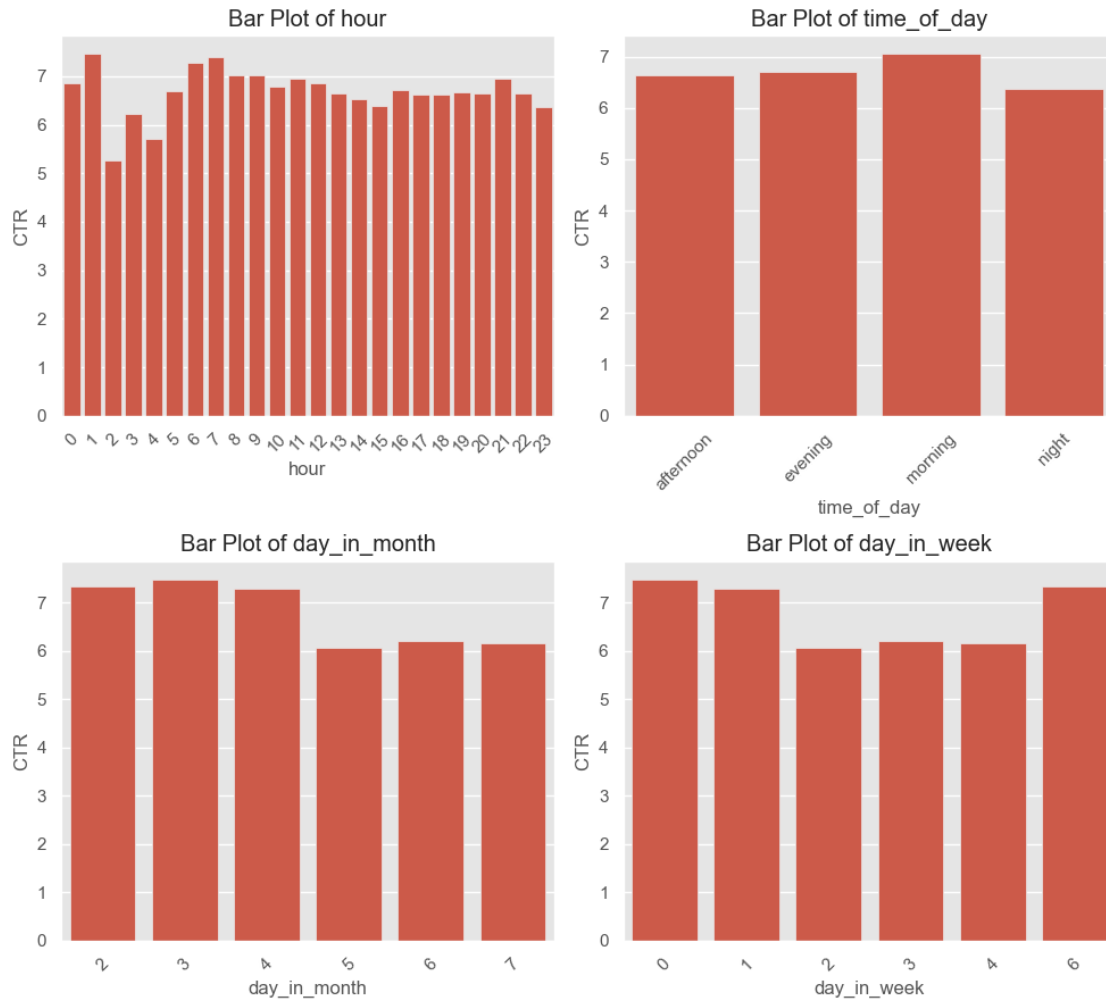 Bar Plot of hour
7
6
5
4
3
2
1
0
CTR
0 1 2 3 4 5 6 7 8 9 10 11 12 13 14 15 16 17 18 19 20 21 22 23
hour
Bar Plot of time_of_day
7
6
5
4
3
2
1
0
CTR
afternoon evening morning night
time_of_day
Bar Plot of day_in_month
7
6
5
4
3
2
1
0
CTR
2 3 4 5 6 7
day_in_month
Bar Plot of day_in_week
7
6
5
4
3
2
1
0
CTR
0 1 2 3 4 6
day_in_week